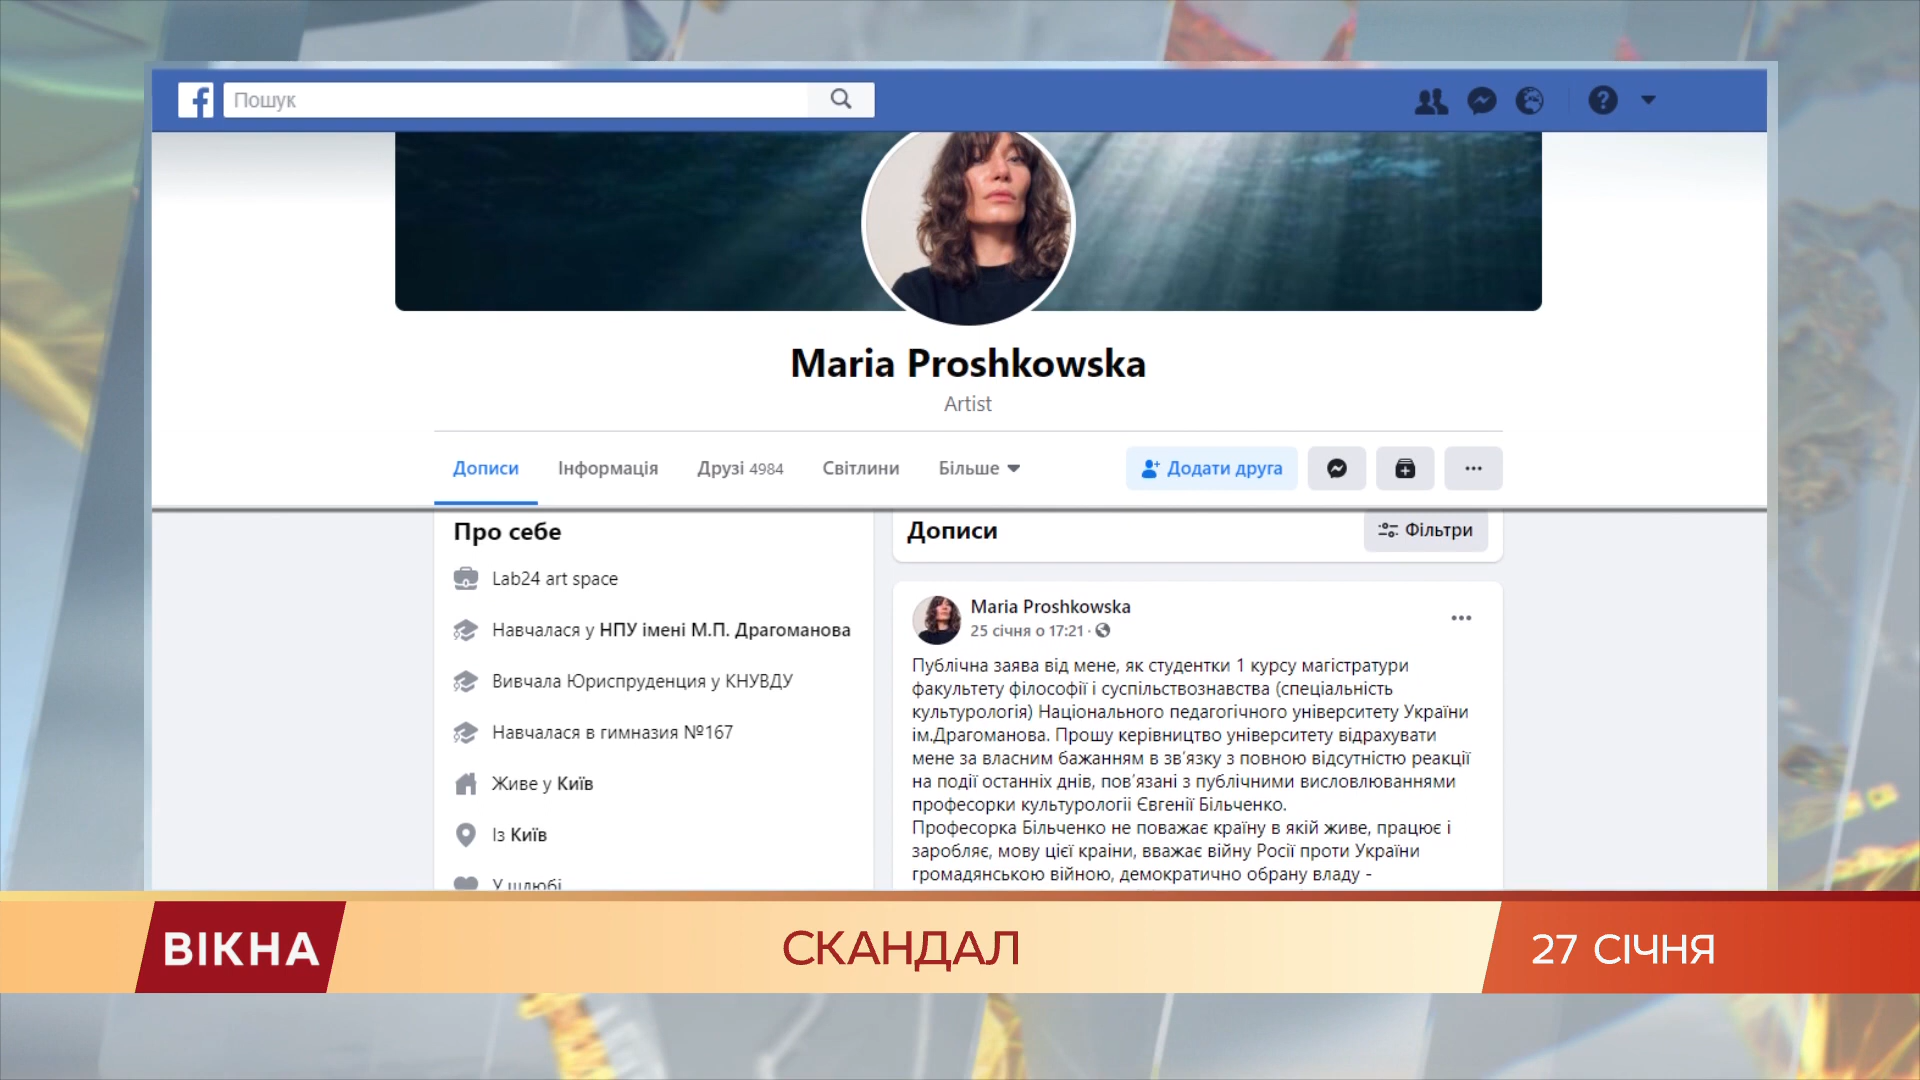 Пошук
Maria Proshkowska
Artist
Дописи Інформація Друзі 4984 Світлини Більше Додати друга
Про себе
Lab24 art space
Навчалася у НПУ імені М.П. Драгоманова
Вивчала Юриспруденция у КНУВДУ
Навчалася в гимназия №167
Живе у Київ
Із Київ
У шлюбі
Дописи
Фільтри
Maria Proshkowska
25 січня о 17:21 ·
Публічна заява від мене, як студентки 1 курсу магістратури
факультету філософії і суспільствознавства (спеціальність
культурологія) Національного педагогічного університету України
ім.Драгоманова. Прошу керівництво університету відрахувати
мене за власним бажанням в зв’язку з повною відсутністю реакції
на події останніх днів, пов’язані з публічними висловлюваннями
професорки культурології Євгенії Більченко.
Професорка Більченко не поважає країну в якій живе, працює і
заробляє, мову цієї країни, вважає війну Росії проти України
громадянською війною, демократично обрану владу -
ВІКНА
СКАНДАЛ
27 СІЧНЯ